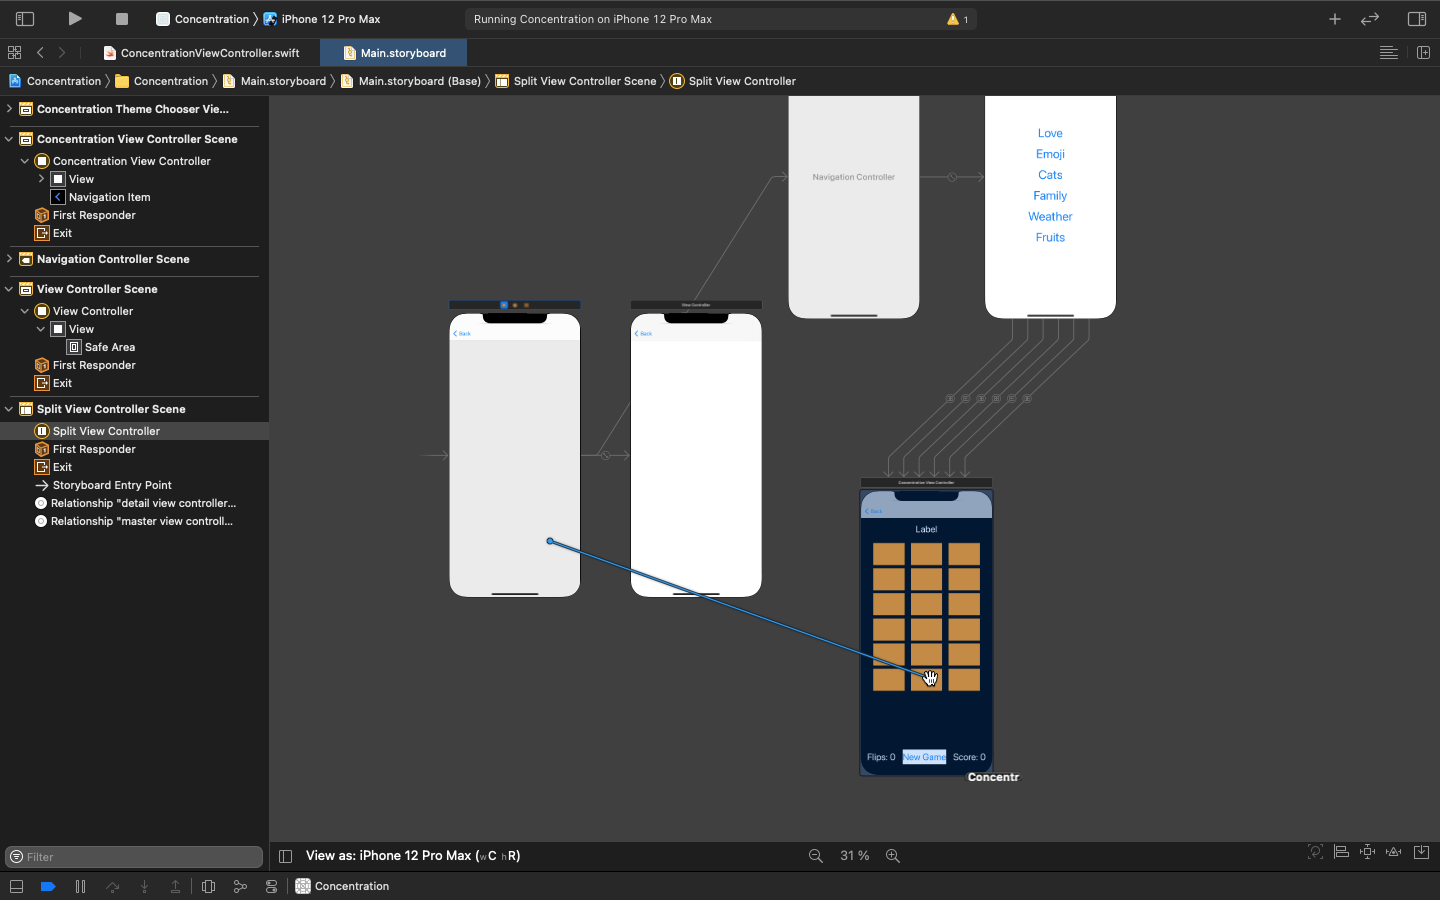 Concentration
iPhone 12 Pro Max
Running Concentration on iPhone 12 Pro Max
1
ConcentrationViewController.swift
Main.storyboard
Concentration
Concentration
Main.storyboard
Main.storyboard (Base)
Split View Controller Scene
Split View Controller
Concentration Theme Chooser Vie...
Concentration View Controller Scene
Concentration View Controller
View
Navigation Item
First Responder
Exit
Navigation Controller Scene
View Controller Scene
View Controller
View
Safe Area
First Responder
Exit
Split View Controller Scene
Split View Controller
First Responder
Exit
Storyboard Entry Point
Relationship "detail view controller...
Relationship "master view controll...
Filter
Navigation Controller
Love
Emoji
Cats
Family
Weather
Fruits
View Controller
Back
Back
Concentration View Controller
Back
Label
Flips: 0
New Game
Score: 0
Concentr
View as: iPhone 12 Pro Max (wC hR)
31 %
Concentration